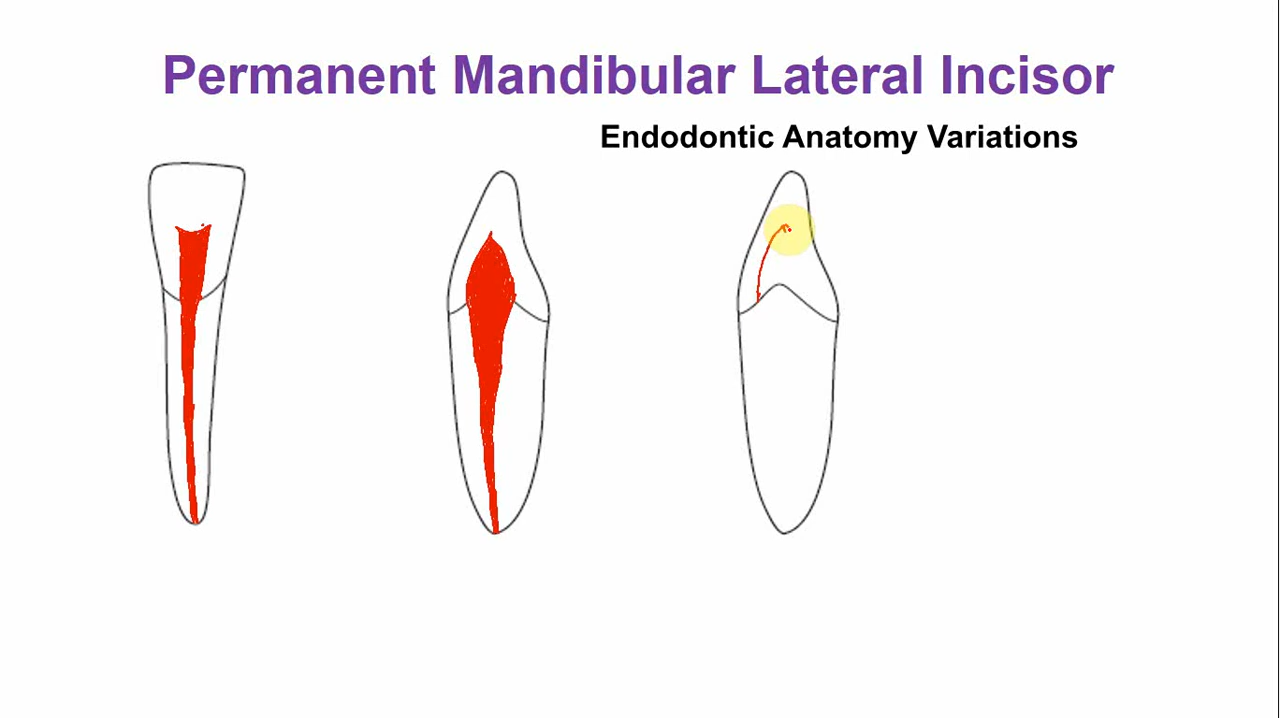 Permanent Mandibular Lateral Incisor
Endodontic Anatomy Variations